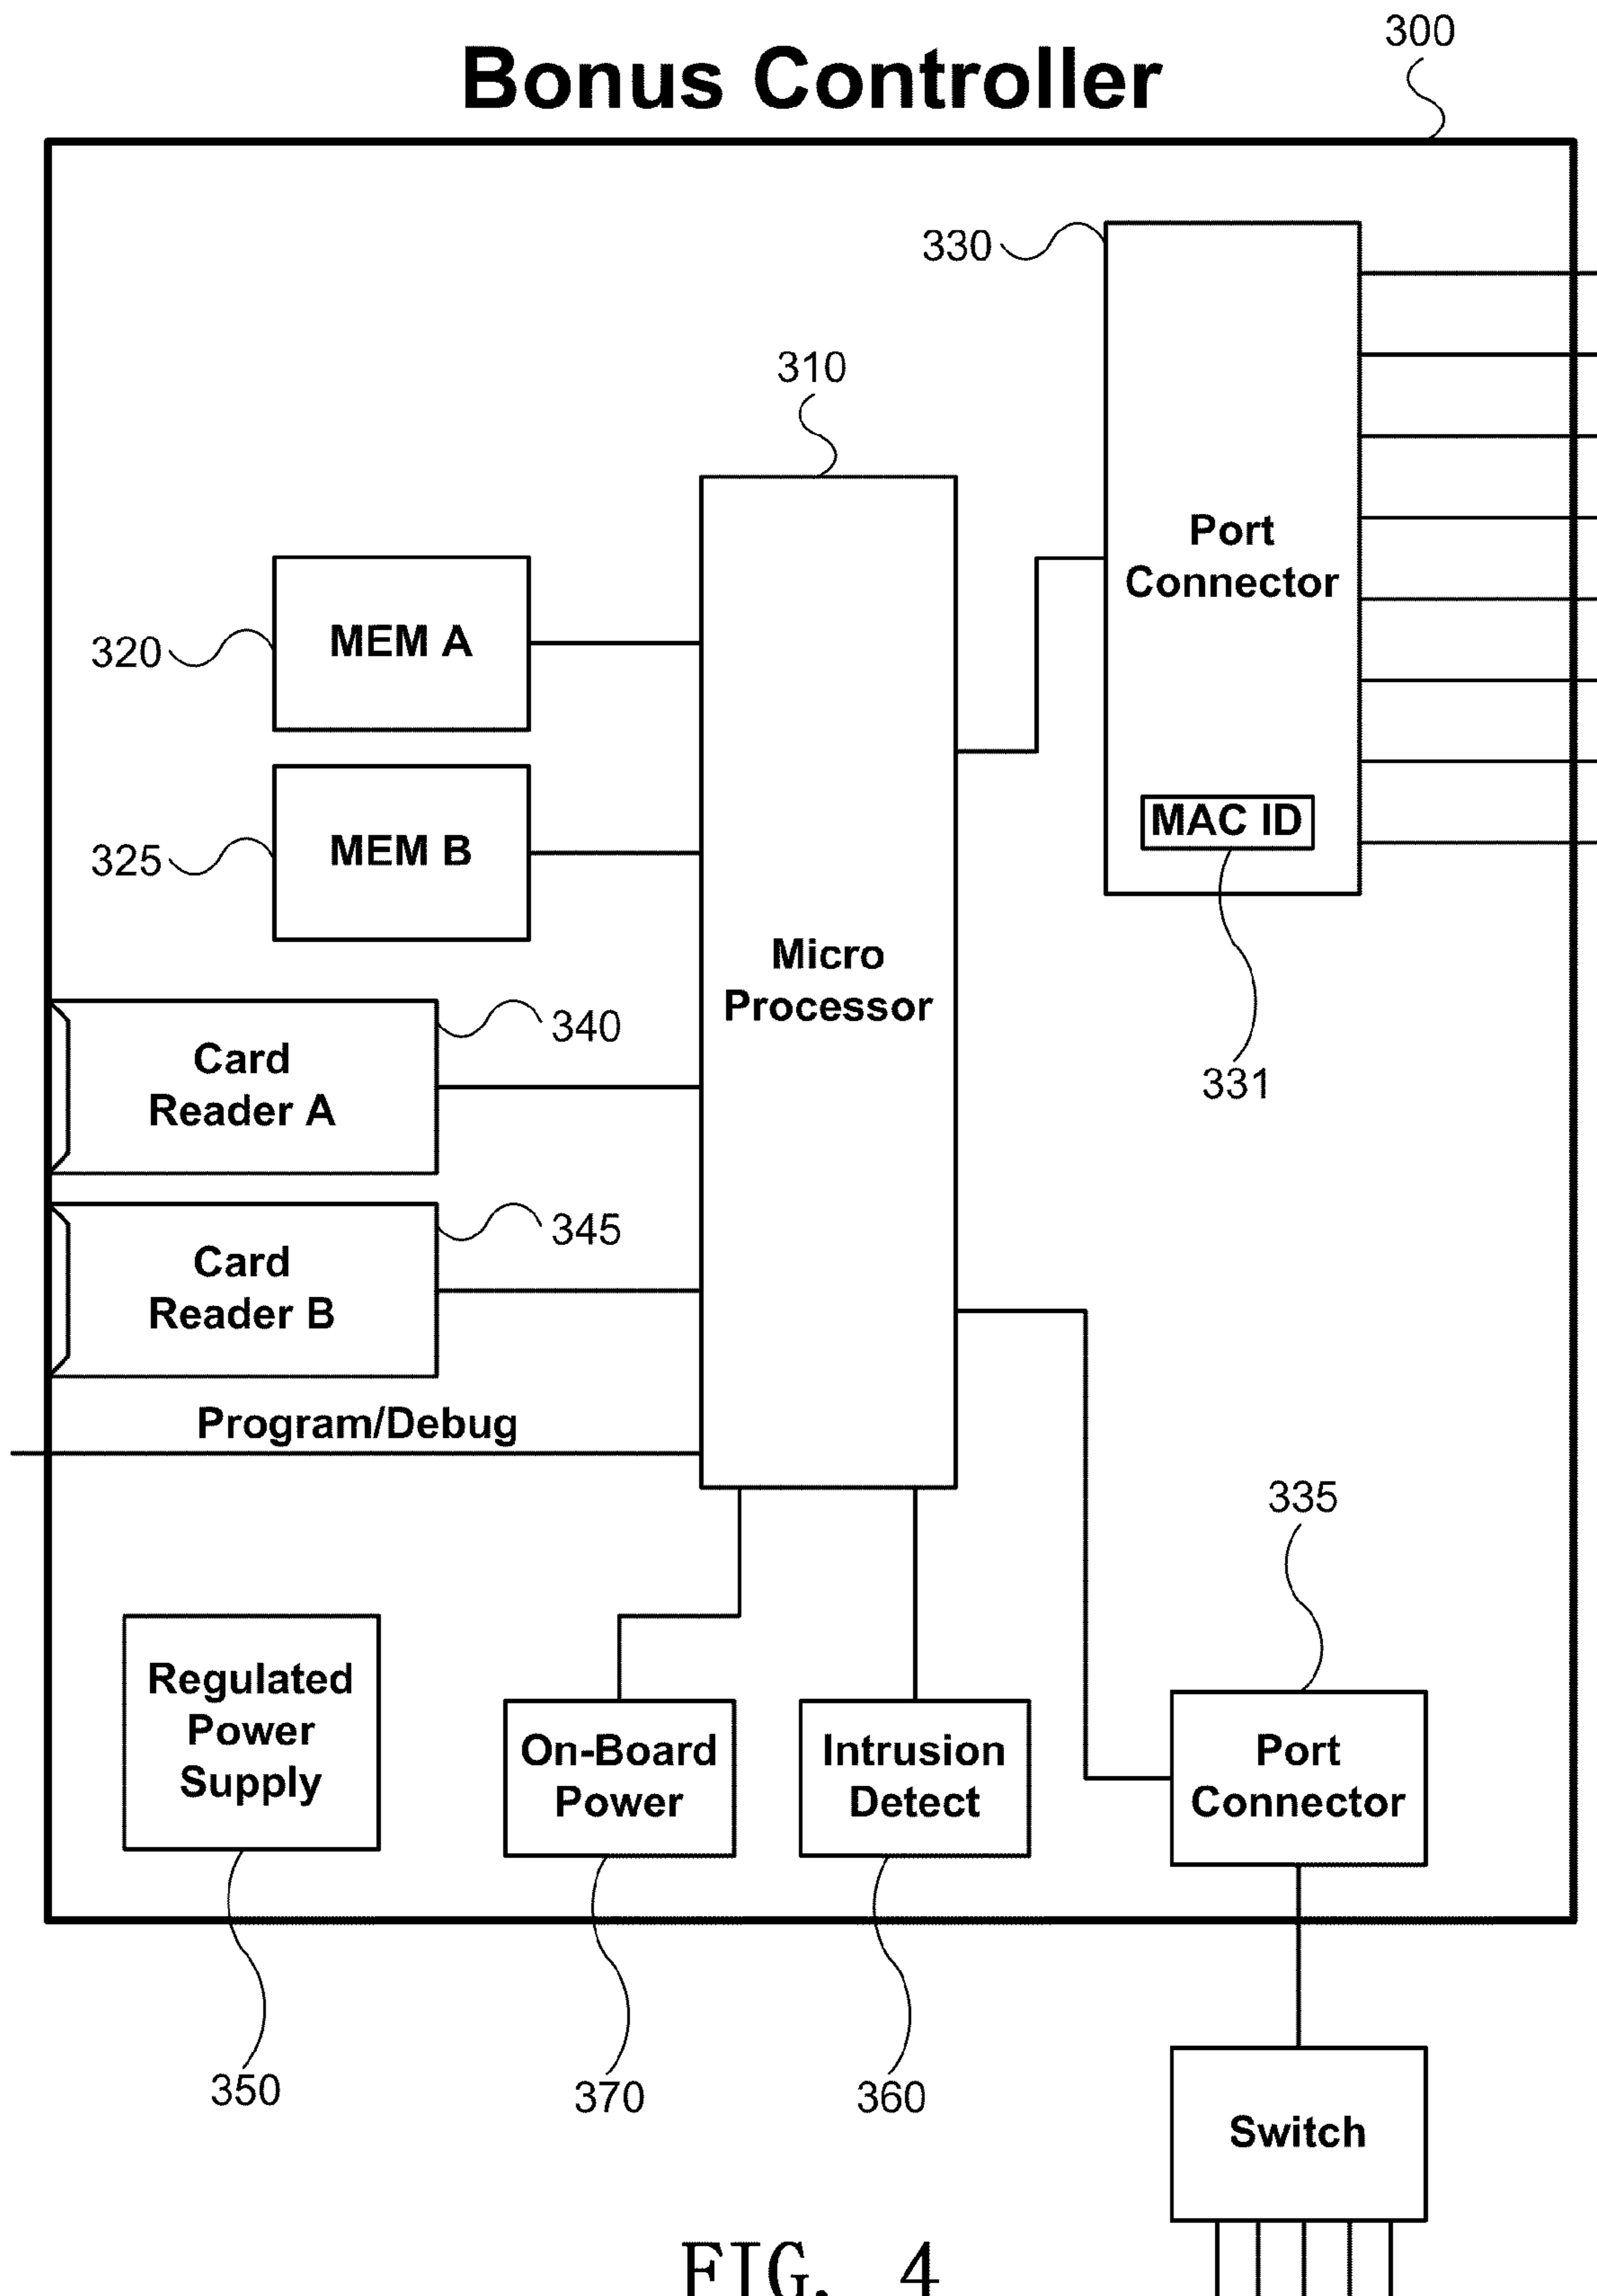 300
Bonus Controller
330
310
Port
Connector
MEM A
320
MEM B
325
MAC ID
Micro
Processor
340
Card
Reader A
331
345
Card
Reader B
Program/Debug
335
Regulated
Power
Supply
On-Board
Power
Intrusion
Detect
Port
Connector
350
370
360
Switch
FIG. 4